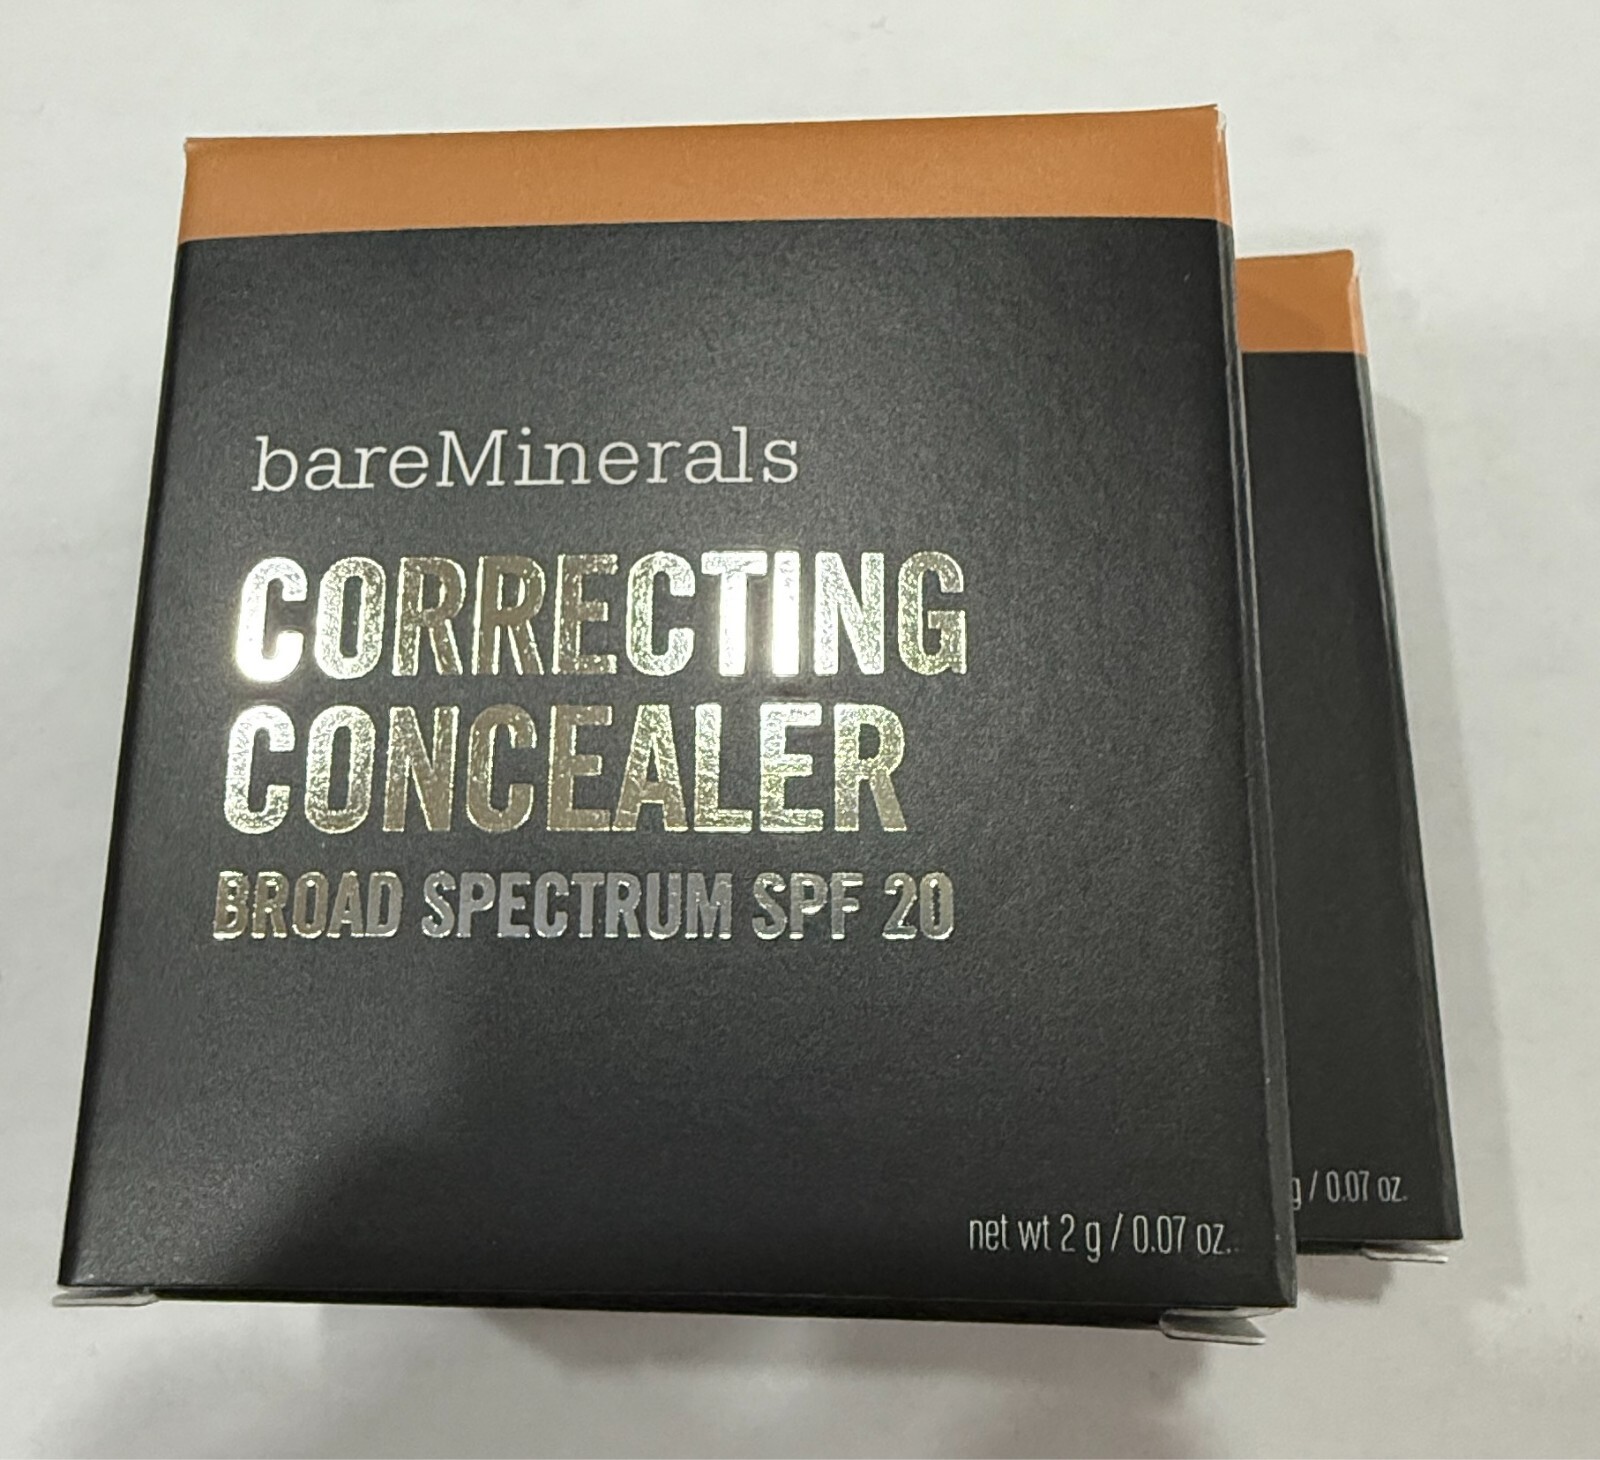 bareMinerals
CORRECTING
CONCEALER
BROAD SPECTRUM SPF 20
net wt 2 g / 0.07 oz.
g / 0.07 oz.